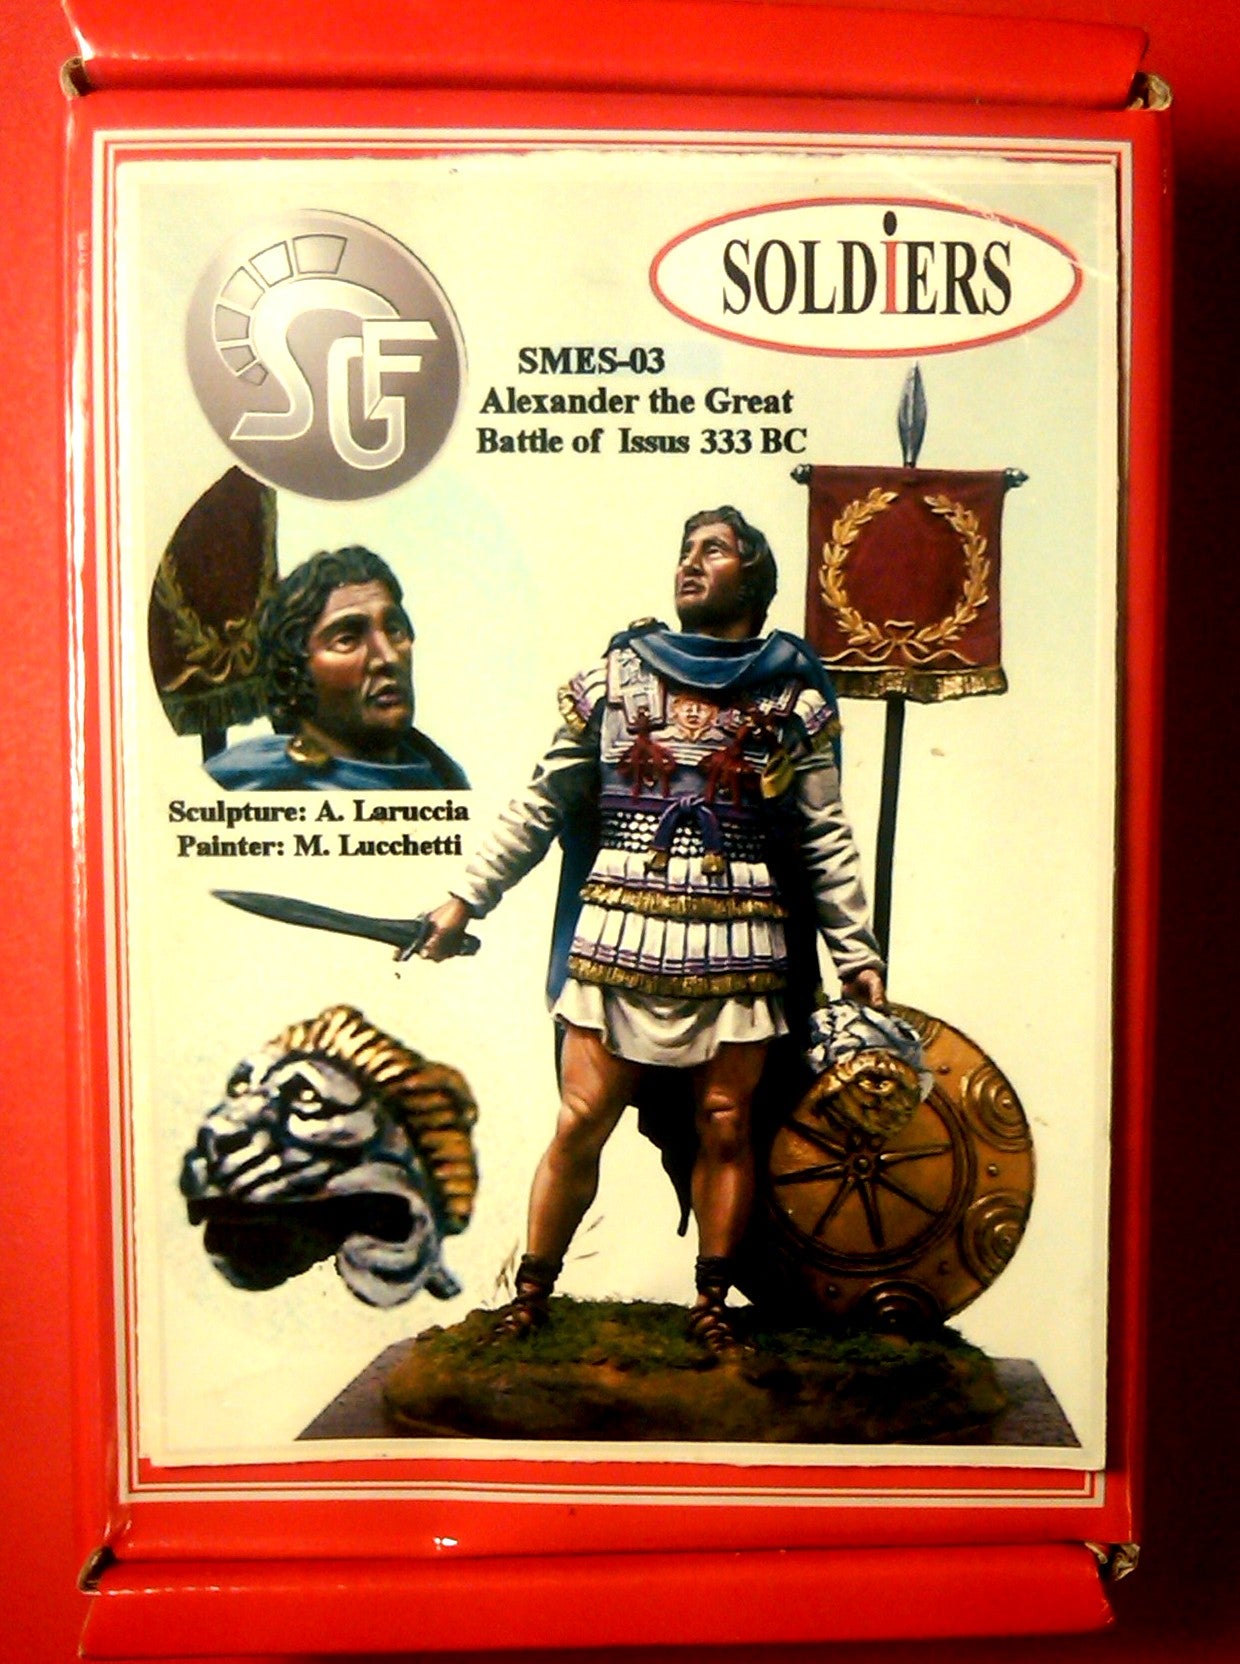 SGF
SOLDiERS
SMES-03
Alexander the Great
Battle of Issus 333 BC
Sculpture: A. Laruccia
Painter: M. Lucchetti